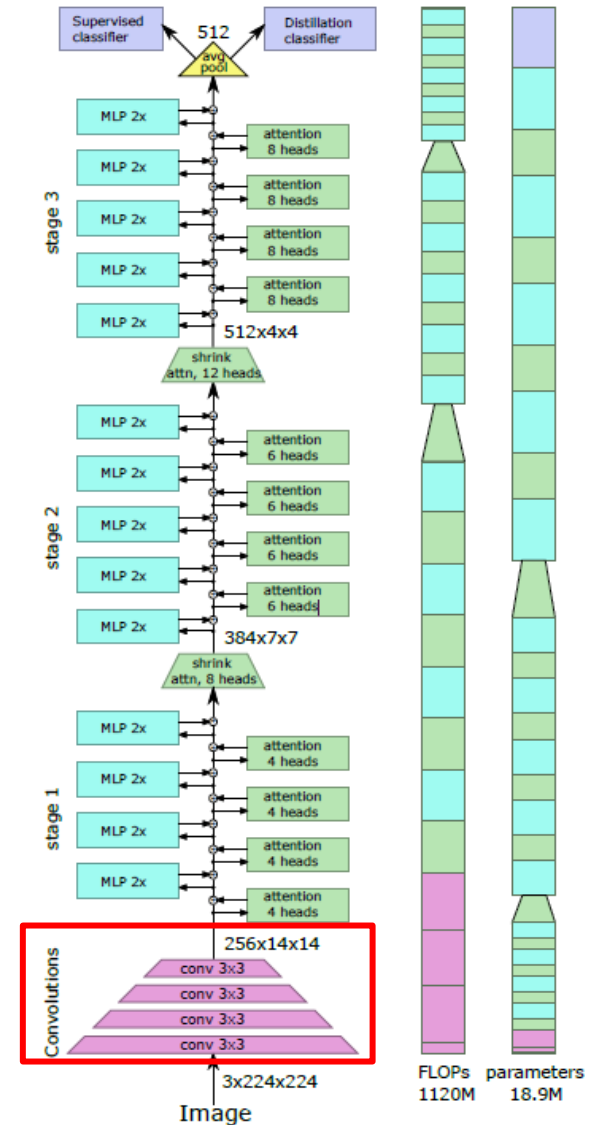 Supervised
classifier
512
Distillation
classifier
avg
pool
MLP 2x
attention
8 heads
MLP 2x
attention
8 heads
MLP 2x
attention
8 heads
MLP 2x
attention
8 heads
MLP 2x
stage 3
512x4x4
shrink
attn, 12 heads
MLP 2x
attention
6 heads
MLP 2x
attention
6 heads
MLP 2x
attention
6 heads
MLP 2x
attention
6 heads
MLP 2x
stage 2
384x7x7
shrink
attn, 8 heads
MLP 2x
attention
4 heads
MLP 2x
attention
4 heads
MLP 2x
attention
4 heads
MLP 2x
attention
4 heads
stage 1
256x14x14
Convolutions
conv 3x3
conv 3x3
conv 3x3
conv 3x3
3x224x224
Image
FLOPs
1120M
parameters
18.9M